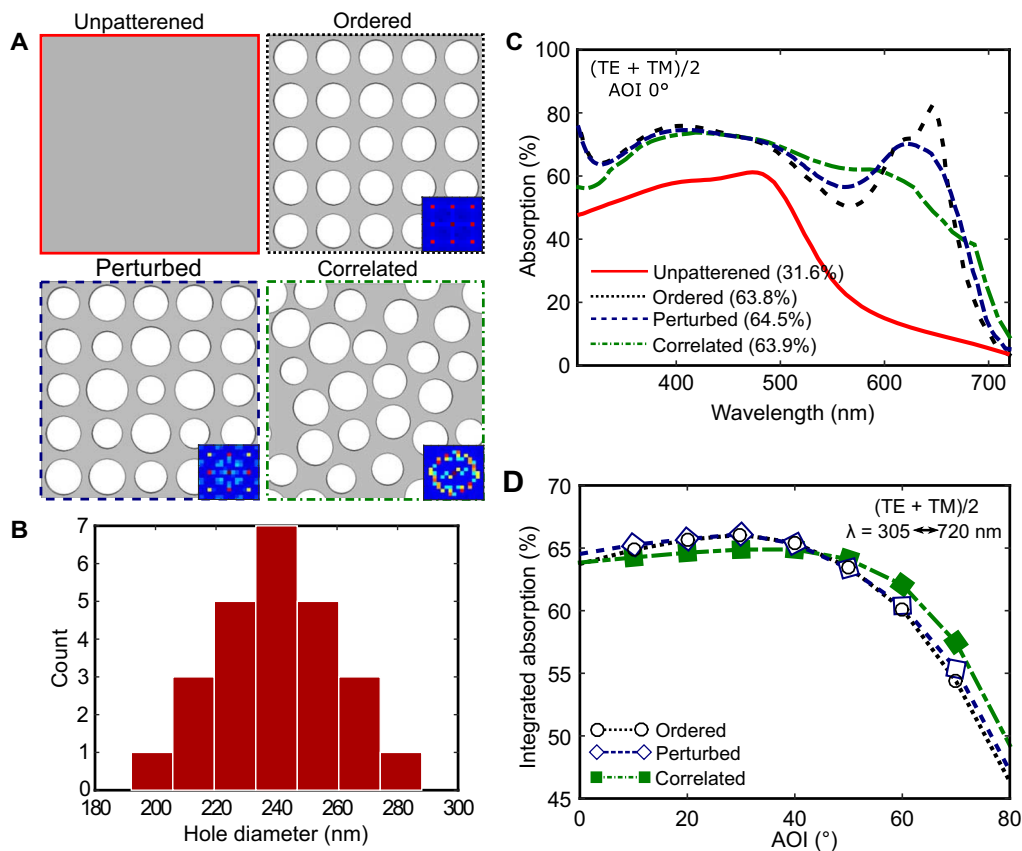 A
Unpatterened
Ordered
Perturbed
Correlated
B
7
6
5
4
3
2
1
0
Count
180
200
220
240
260
280
300
Hole diameter (nm)
C
100
80
60
40
20
0
Absorption (%)
(TE + TM)/2
AOI 0°
Unpatterened (31.6%)
Ordered (63.8%)
Perturbed (64.5%)
Correlated (63.9%)
400
500
600
700
Wavelength (nm)
D
70
65
60
55
50
45
Integrated absorption (%)
(TE + TM)/2
λ = 305 ↔ 720 nm
Ordered
Perturbed
Correlated
0
20
40
60
80
AOI (°)